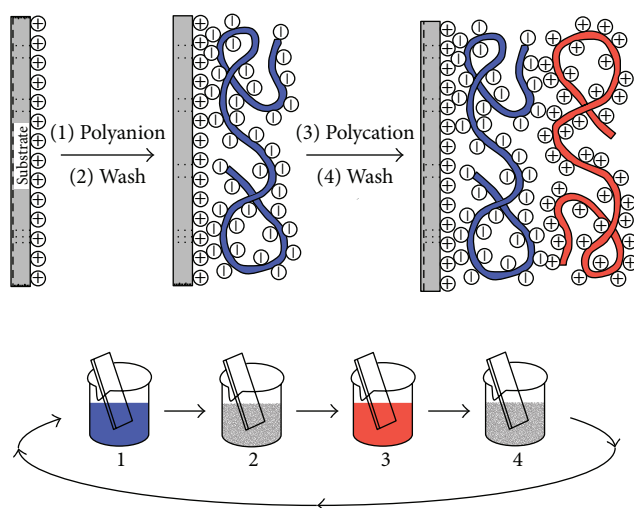 Substrate
(1) Polyanion
(2) Wash
(3) Polycation
(4) Wash
1
2
3
4